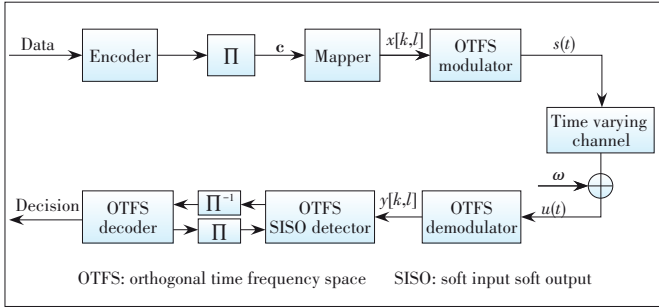 Data
Encoder
∏
c
Mapper
x[k,l]
OTFS
modulator
s(t)
Time varying
channel
ω
u(t)
OTFS
demodulator
y[k,l]
OTFS
SISO detector
∏⁻¹
∏
OTFS
decoder
Decision
OTFS: orthogonal time frequency space SISO: soft input soft output